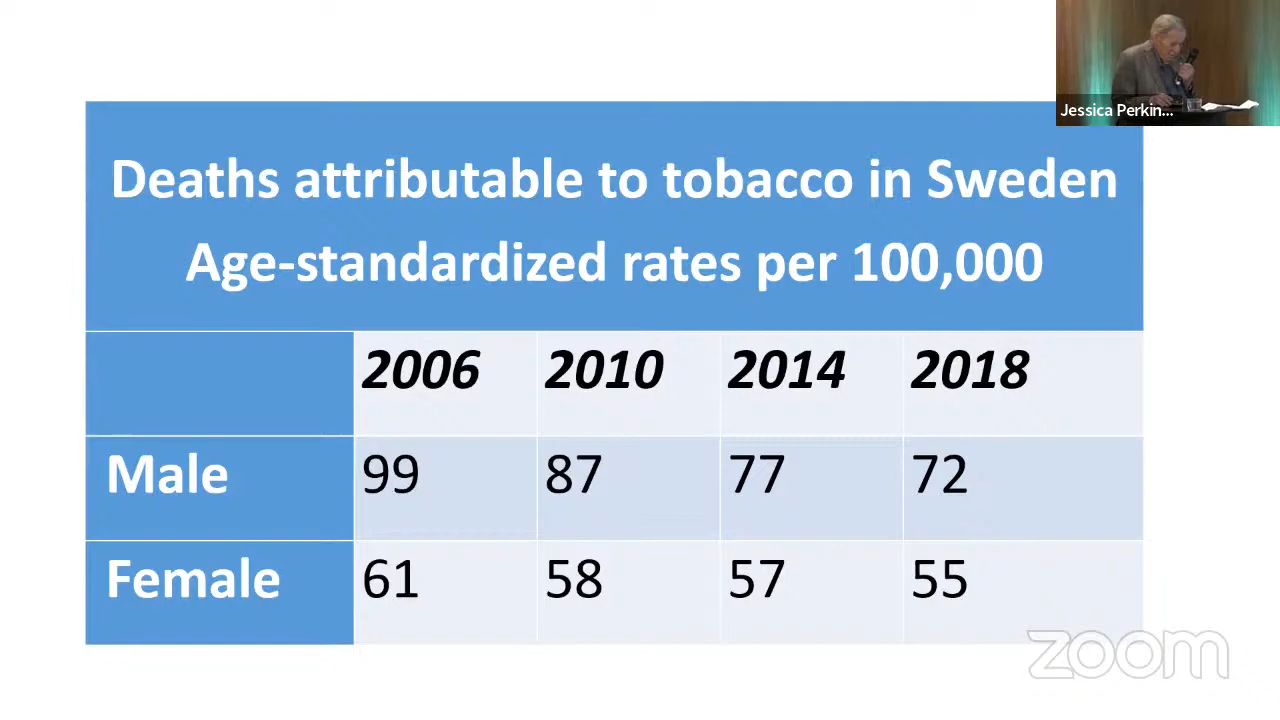 Jessica Perkin...
Deaths attributable to tobacco in Sweden
Age-standardized rates per 100,000
2006 2010 2014 2018
Male 99 87 77 72
Female 61 58 57 55
zoom